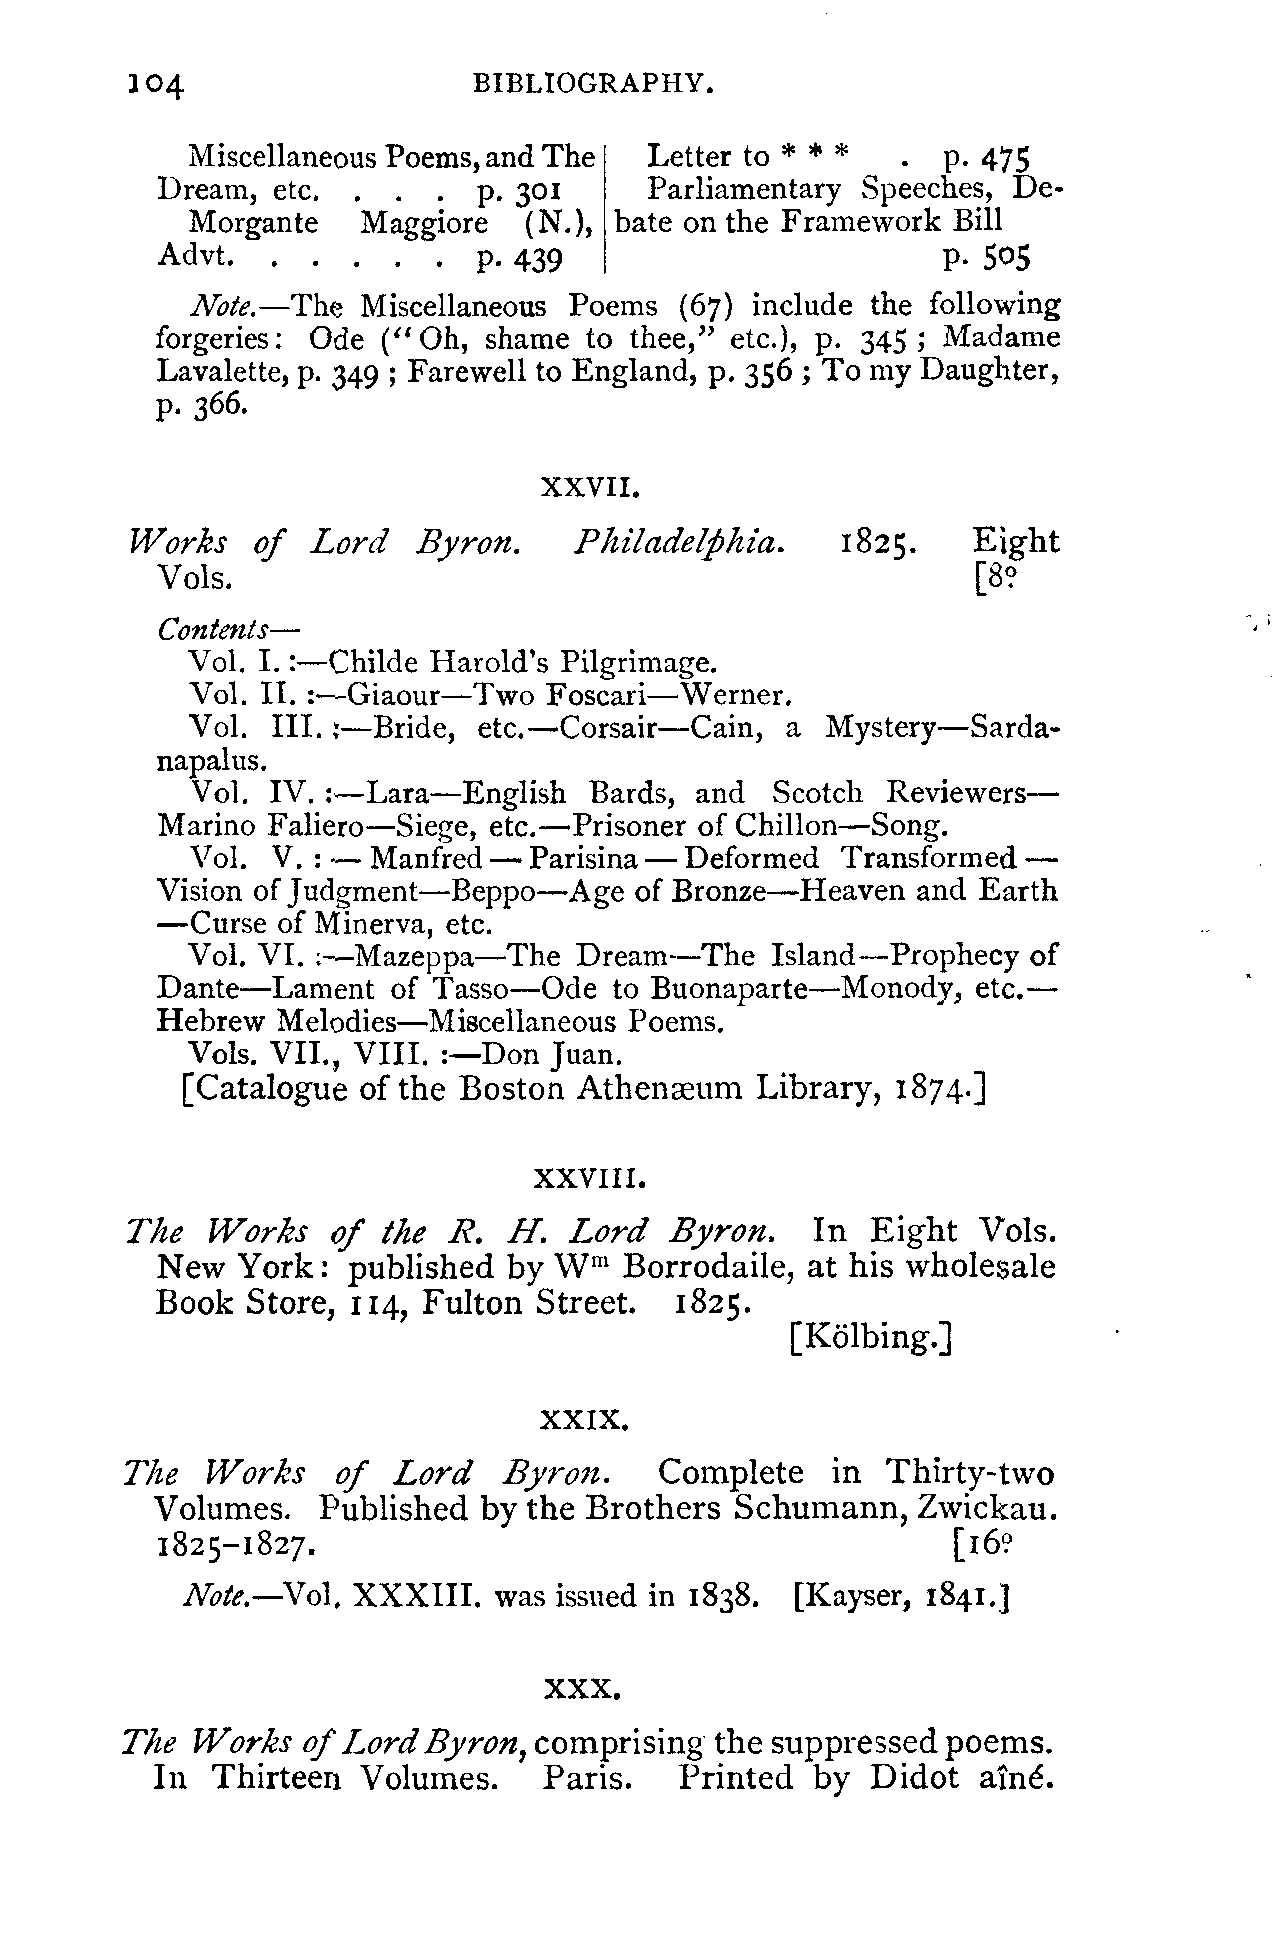 104 BIBLIOGRAPHY.
Miscellaneous Poems, and The
Dream, etc. . . . p. 301
Morgante Maggiore (N.),
Advt. . . . . . p. 439
Letter to * * * . p. 475
Parliamentary Speeches, De-
bate on the Framework Bill
p. 505
Note.—The Miscellaneous Poems (67) include the following
forgeries: Ode (“Oh, shame to thee,” etc.), p. 345; Madame
Lavalette, p. 349; Farewell to England, p. 356; To my Daughter,
p. 366.
XXVII.
Works of Lord Byron. Philadelphia. 1825. Eight
Vols. [8º
Contents—
Vol. I. :—Childe Harold's Pilgrimage.
Vol. II. :—Giaour—Two Foscari—Werner.
Vol. III. :—Bride, etc.—Corsair—Cain, a Mystery—Sarda-
napalus.
Vol. IV. :—Lara—English Bards, and Scotch Reviewers—
Marino Faliero—Siege, etc.—Prisoner of Chillon—Song.
Vol. V. : — Manfred — Parisina — Deformed Transformed —
Vision of Judgment—Beppo—Age of Bronze—Heaven and Earth
—Curse of Minerva, etc.
Vol. VI. :—Mazeppa—The Dream—The Island—Prophecy of
Dante—Lament of Tasso—Ode to Buonaparte—Monody, etc.—
Hebrew Melodies—Miscellaneous Poems.
Vols. VII., VIII. :—Don Juan.
[Catalogue of the Boston Athenæum Library, 1874.]
XXVIII.
The Works of the R. H. Lord Byron. In Eight Vols.
New York: published by Wᵐ Borrodaile, at his wholesale
Book Store, 114, Fulton Street. 1825.
[Kölbing.]
XXIX.
The Works of Lord Byron. Complete in Thirty-two
Volumes. Published by the Brothers Schumann, Zwickau.
1825–1827. [16º
Note.—Vol. XXXIII. was issued in 1838. [Kayser, 1841.]
XXX.
The Works of Lord Byron, comprising the suppressed poems.
In Thirteen Volumes. Paris. Printed by Didot aîné.